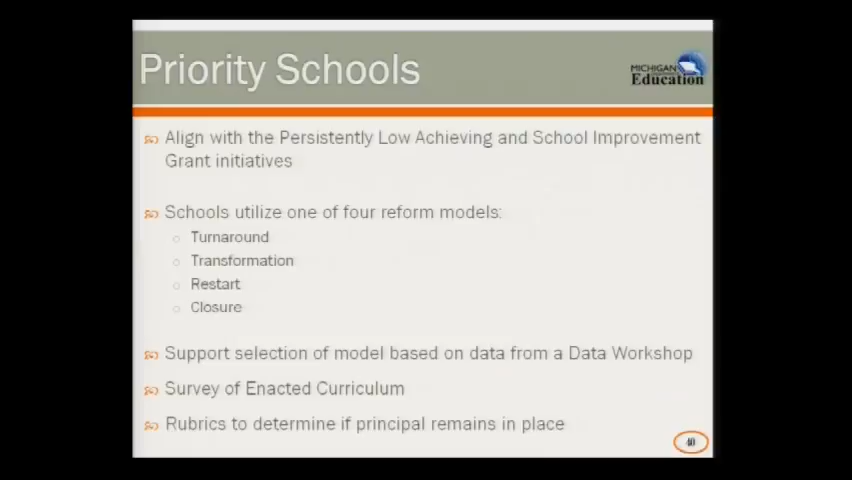 Priority Schools
MICHIGAN
Education
Align with the Persistently Low Achieving and School Improvement
Grant initiatives
Schools utilize one of four reform models:
Turnaround
Transformation
Restart
Closure
Support selection of model based on data from a Data Workshop
Survey of Enacted Curriculum
Rubrics to determine if principal remains in place
40